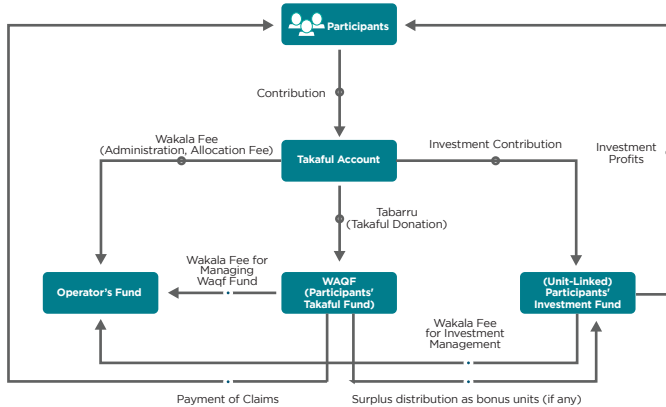 Participants
Contribution
Wakala Fee
(Administration, Allocation Fee)
Takaful Account
Investment Contribution
Investment
Profits
Tabarru
(Takaful Donation)
Operator's Fund
Wakala Fee for
Managing
Waqf Fund
WAQF
(Participants'
Takaful Fund)
(Unit-Linked)
Participants'
Investment Fund
Wakala Fee
for Investment
Management
Payment of Claims
Surplus distribution as bonus units (if any)